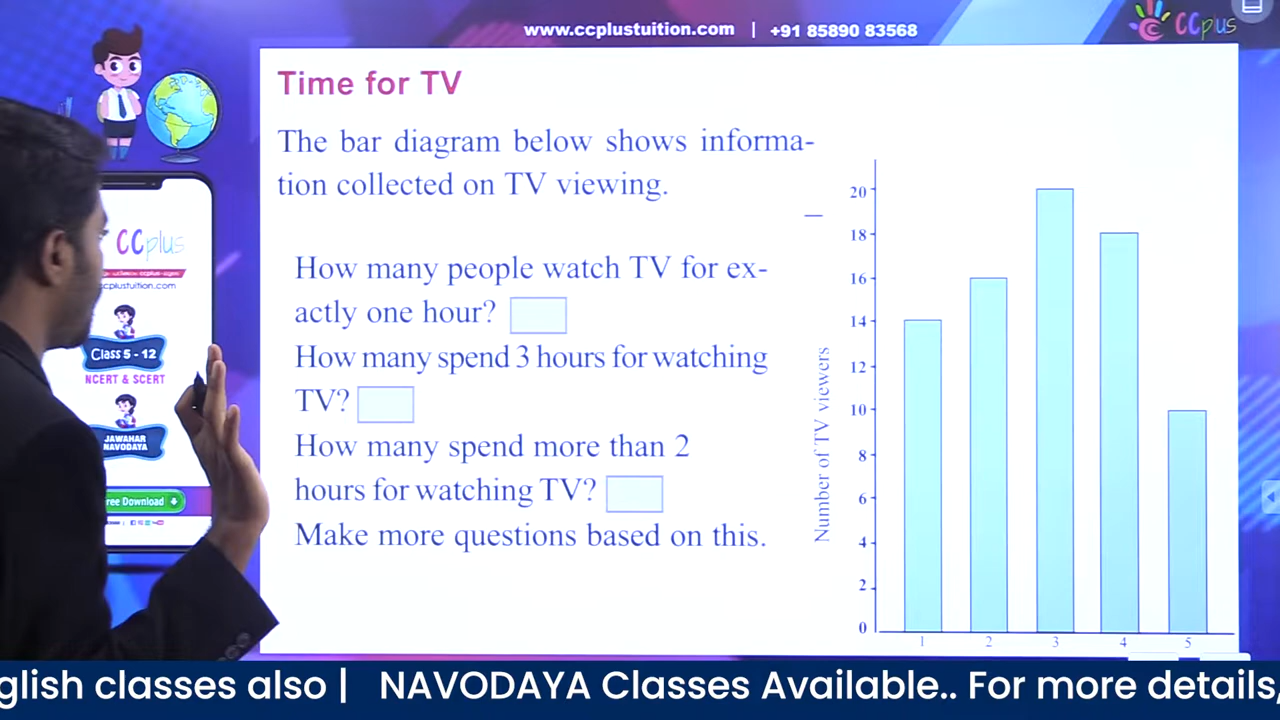 www.ccplustuition.com | +91 85890 83568
CCplus
Time for TV
The bar diagram below shows informa-
tion collected on TV viewing.
How many people watch TV for ex-
actly one hour?
How many spend 3 hours for watching
TV?
How many spend more than 2
hours for watching TV?
Make more questions based on this.
Number of TV viewers
20
18
16
14
12
10
8
6
4
2
0
1 2 3 4 5
CCplus
ccplustuition.com
Class 5 - 12
NCERT & SCERT
JAWAHAR
NAVODAYA
ree Download
glish classes also | NAVODAYA Classes Available.. For more details,